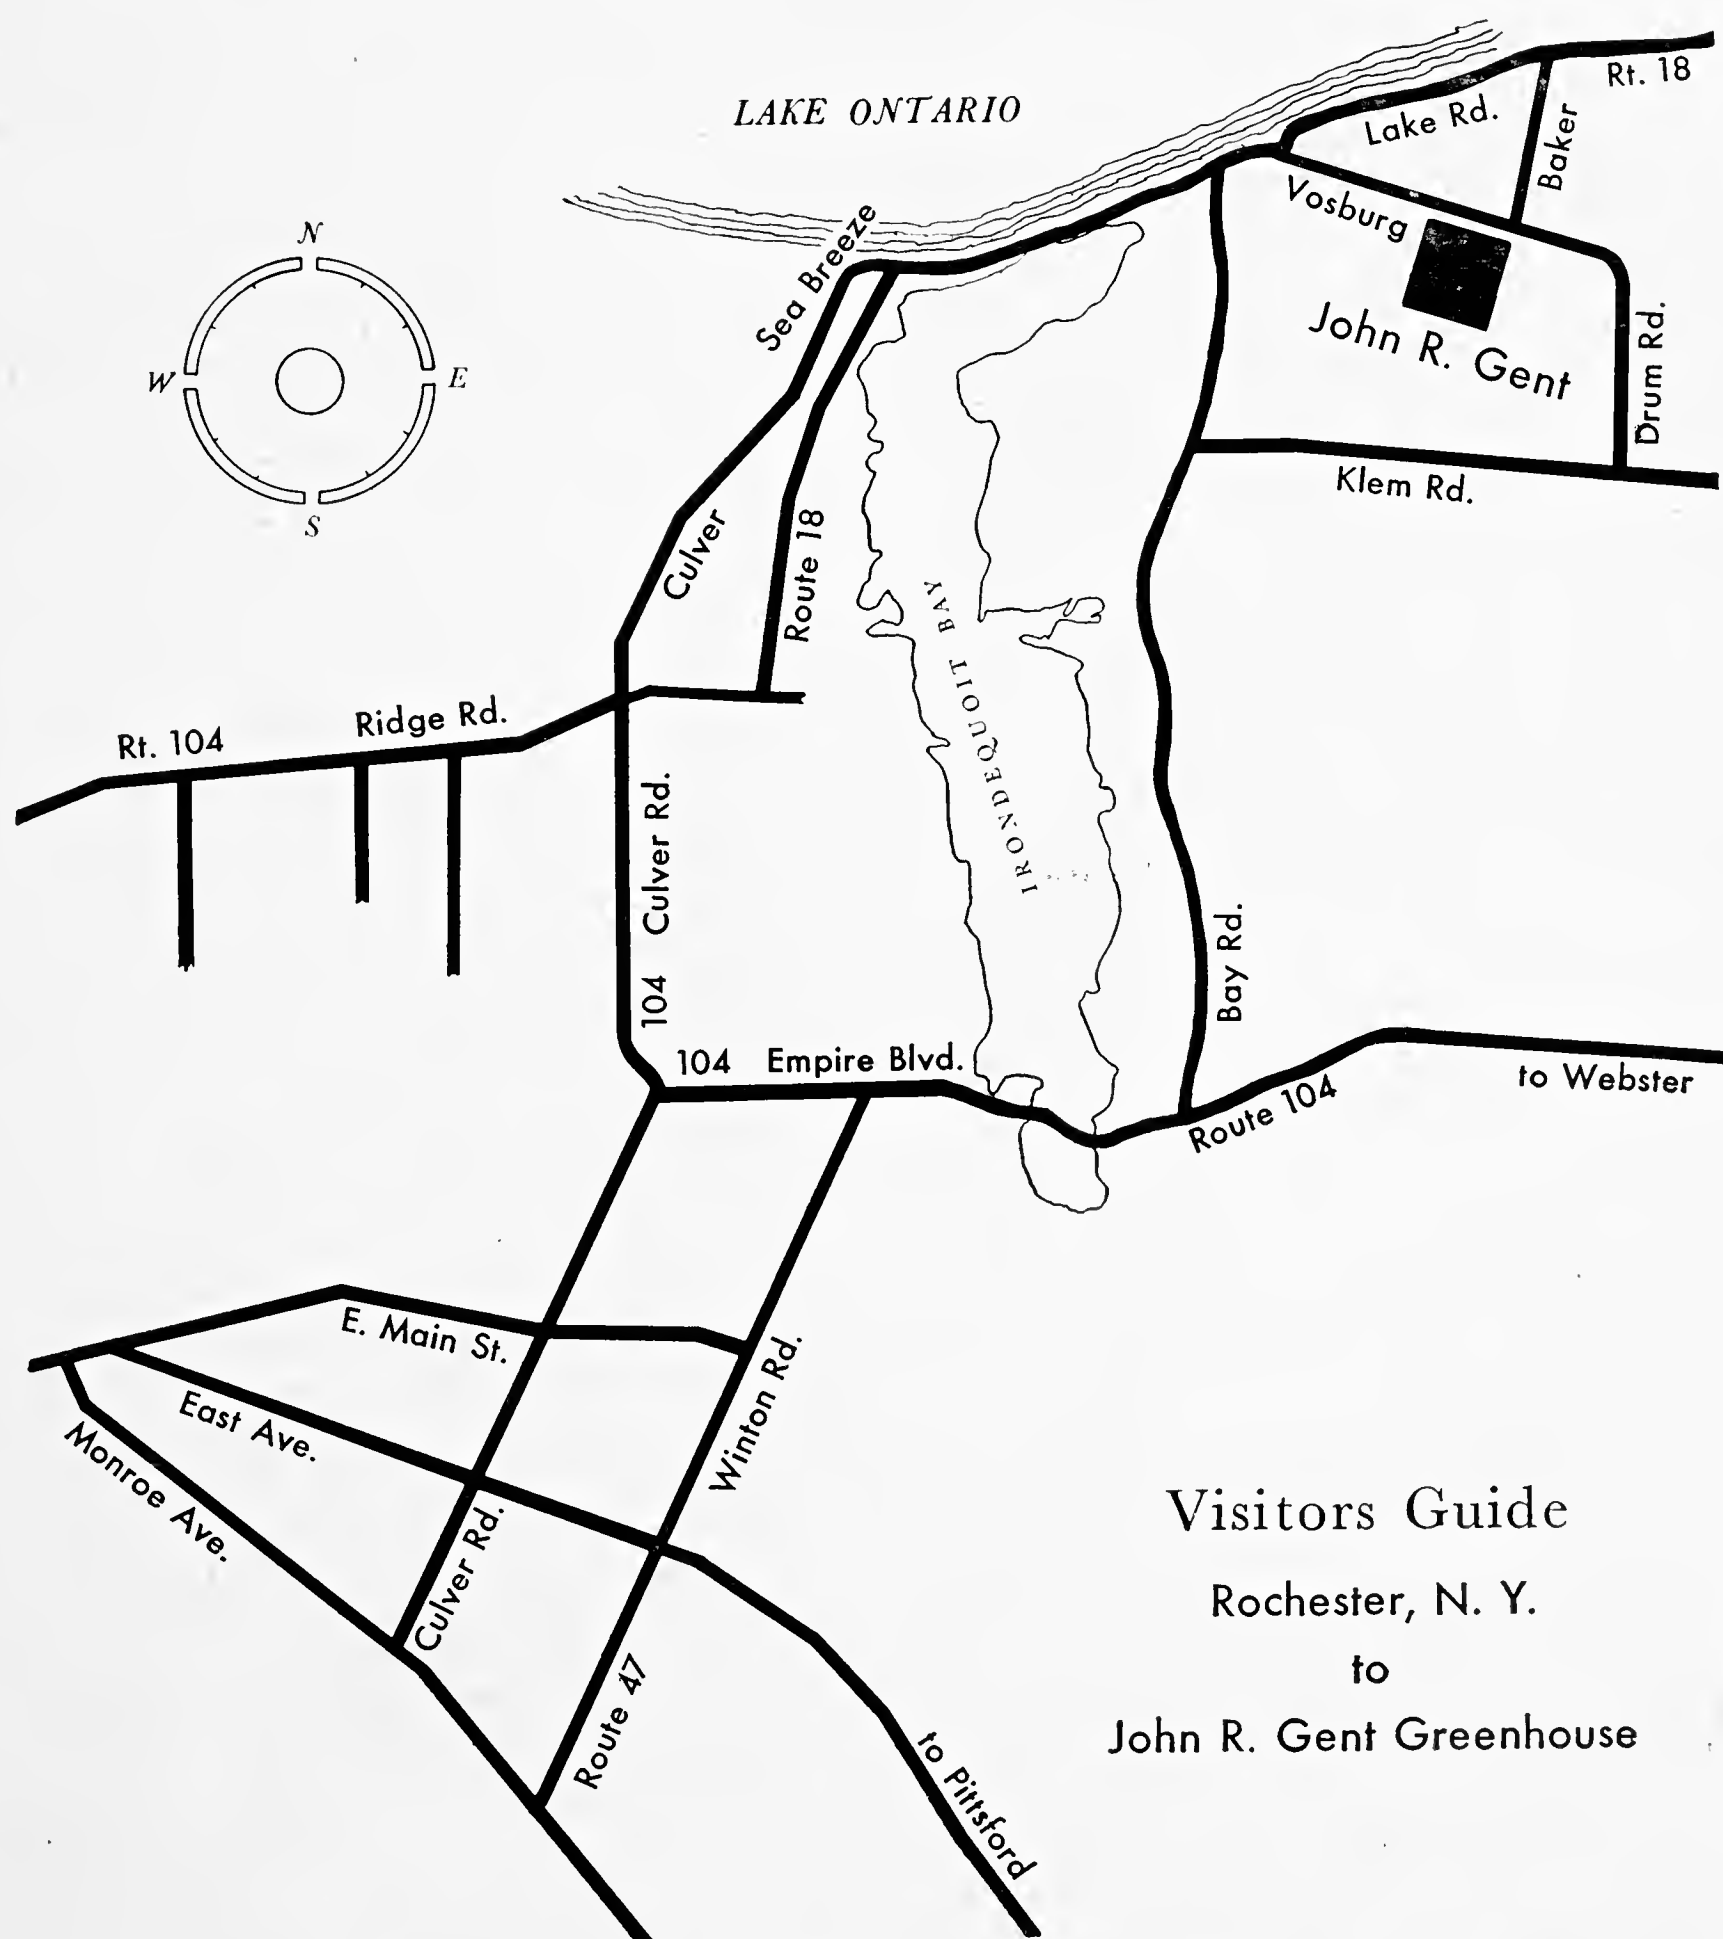 LAKE ONTARIO
Rt. 18
Lake Rd.
Baker
Vosburg
Sea Breeze
N
W
E
S
John R. Gent
Drum Rd.
Klem Rd.
Culver
Route 18
IRONDEQUOIT BAY
Ridge Rd.
Rt. 104
Culver Rd.
104
Bay Rd.
104 Empire Blvd.
to Webster
Route 104
E. Main St.
Winton Rd.
East Ave.
Monroe Ave.
Culver Rd.
Route 47
to Pittsford
Visitors Guide
Rochester, N. Y.
to
John R. Gent Greenhouse